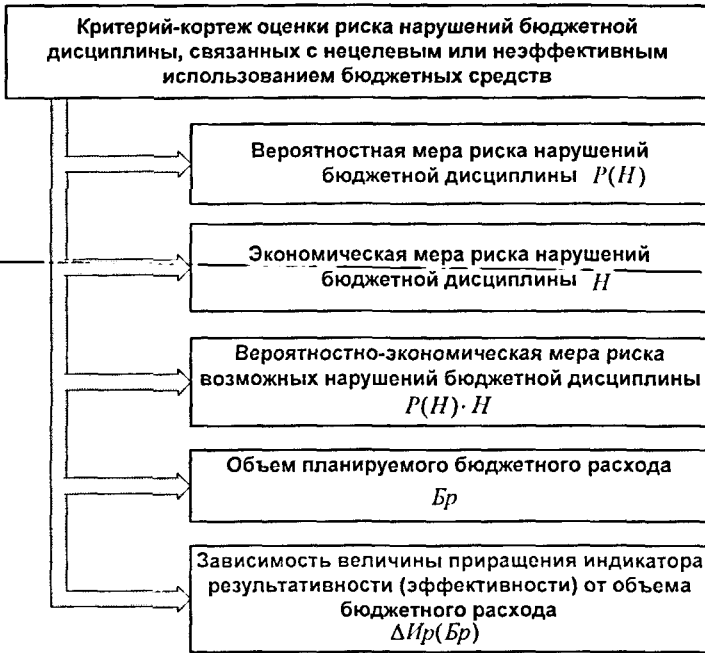 Критерий-кортеж оценки риска нарушений бюджетной
дисциплины, связанных с нецелевым или неэффективным
использованием бюджетных средств
Вероятностная мера риска нарушений
бюджетной дисциплины P(H)
Экономическая мера риска нарушений
бюджетной дисциплины H
Вероятностно-экономическая мера риска
возможных нарушений бюджетной дисциплины
P(H)·H
Объем планируемого бюджетного расхода
Бр
Зависимость величины приращения индикатора
результативности (эффективности) от объема
бюджетного расхода
ΔИр(Бр)